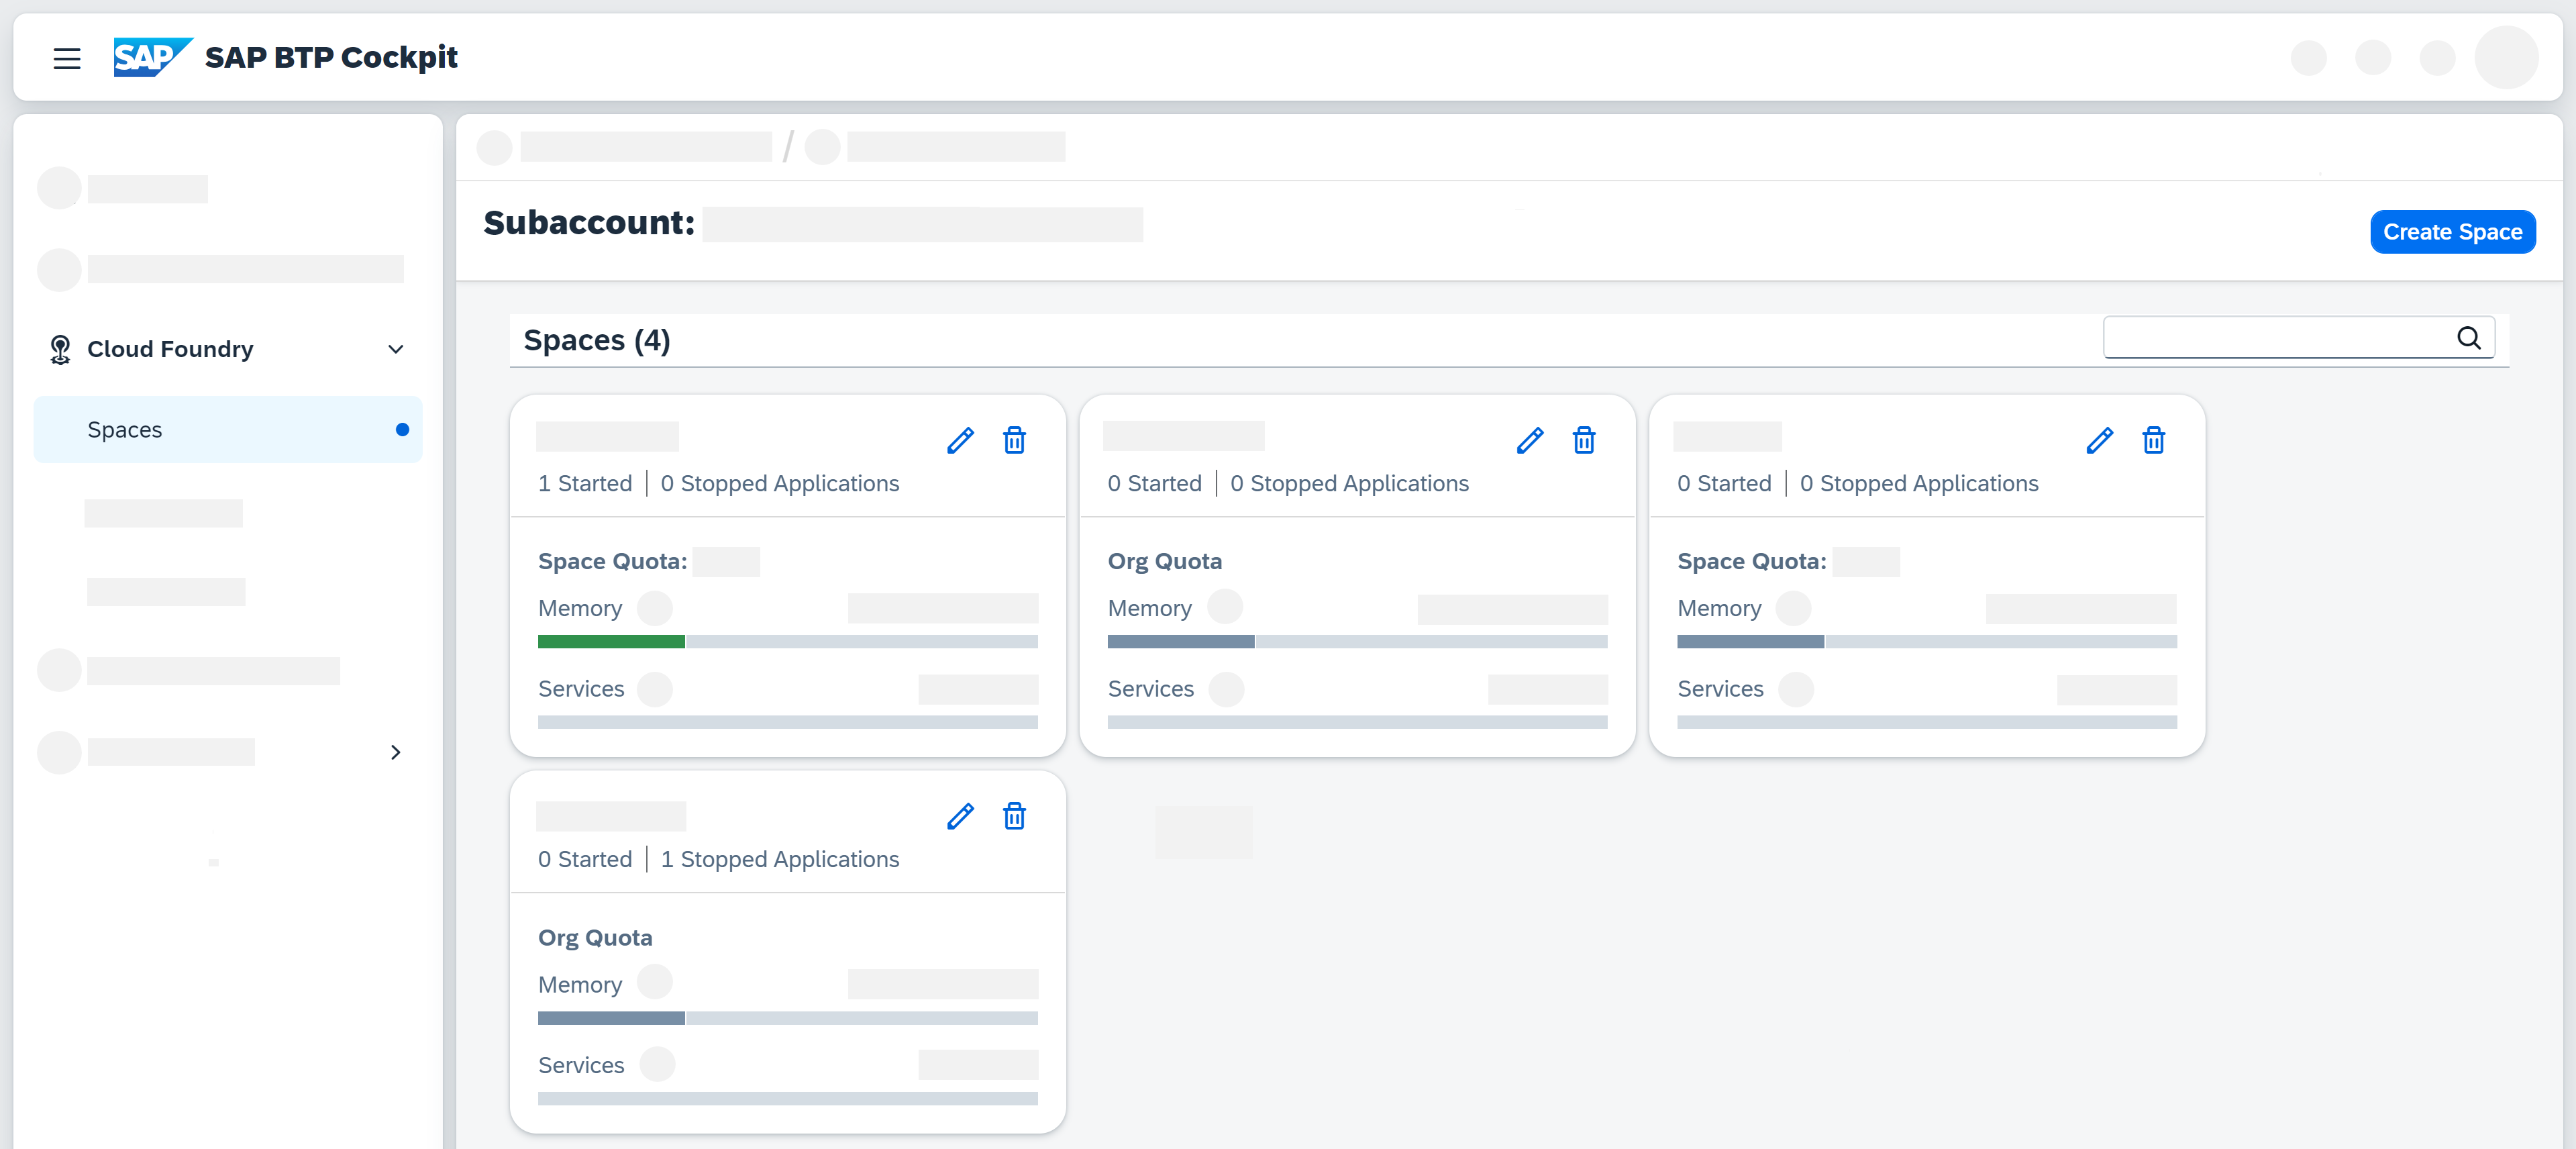 SAP SAP BTP Cockpit
Subaccount:
Create Space
Cloud Foundry
Spaces
Spaces (4)
1 Started | 0 Stopped Applications
Space Quota:
Memory
Services
0 Started | 0 Stopped Applications
Org Quota
Memory
Services
0 Started | 0 Stopped Applications
Space Quota:
Memory
Services
0 Started | 1 Stopped Applications
Org Quota
Memory
Services